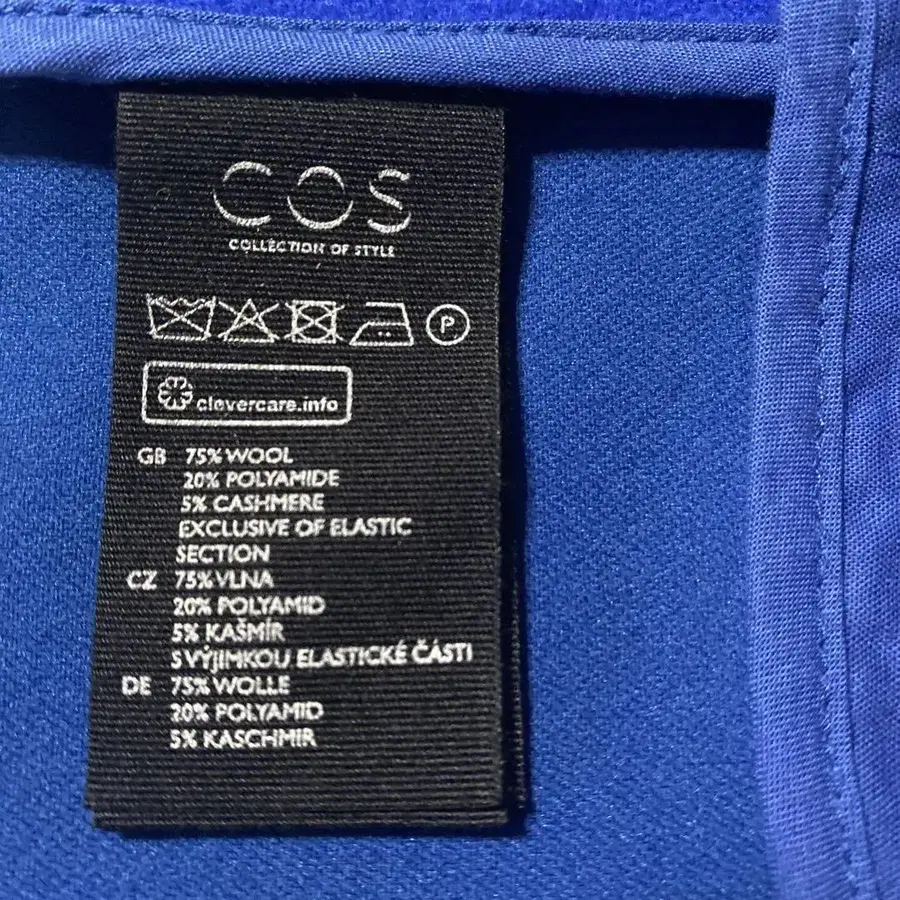 COS
COLLECTION OF STYLE
P
clevercare.info
GB 75% WOOL
20% POLYAMIDE
5% CASHMERE
EXCLUSIVE OF ELASTIC
SECTION
CZ 75% VLNA
20% POLYAMID
5% KAŠMÍR
S VÝJIMKOU ELASTICKÉ ČÁSTI
DE 75% WOLLE
20% POLYAMID
5% KASCHMIR